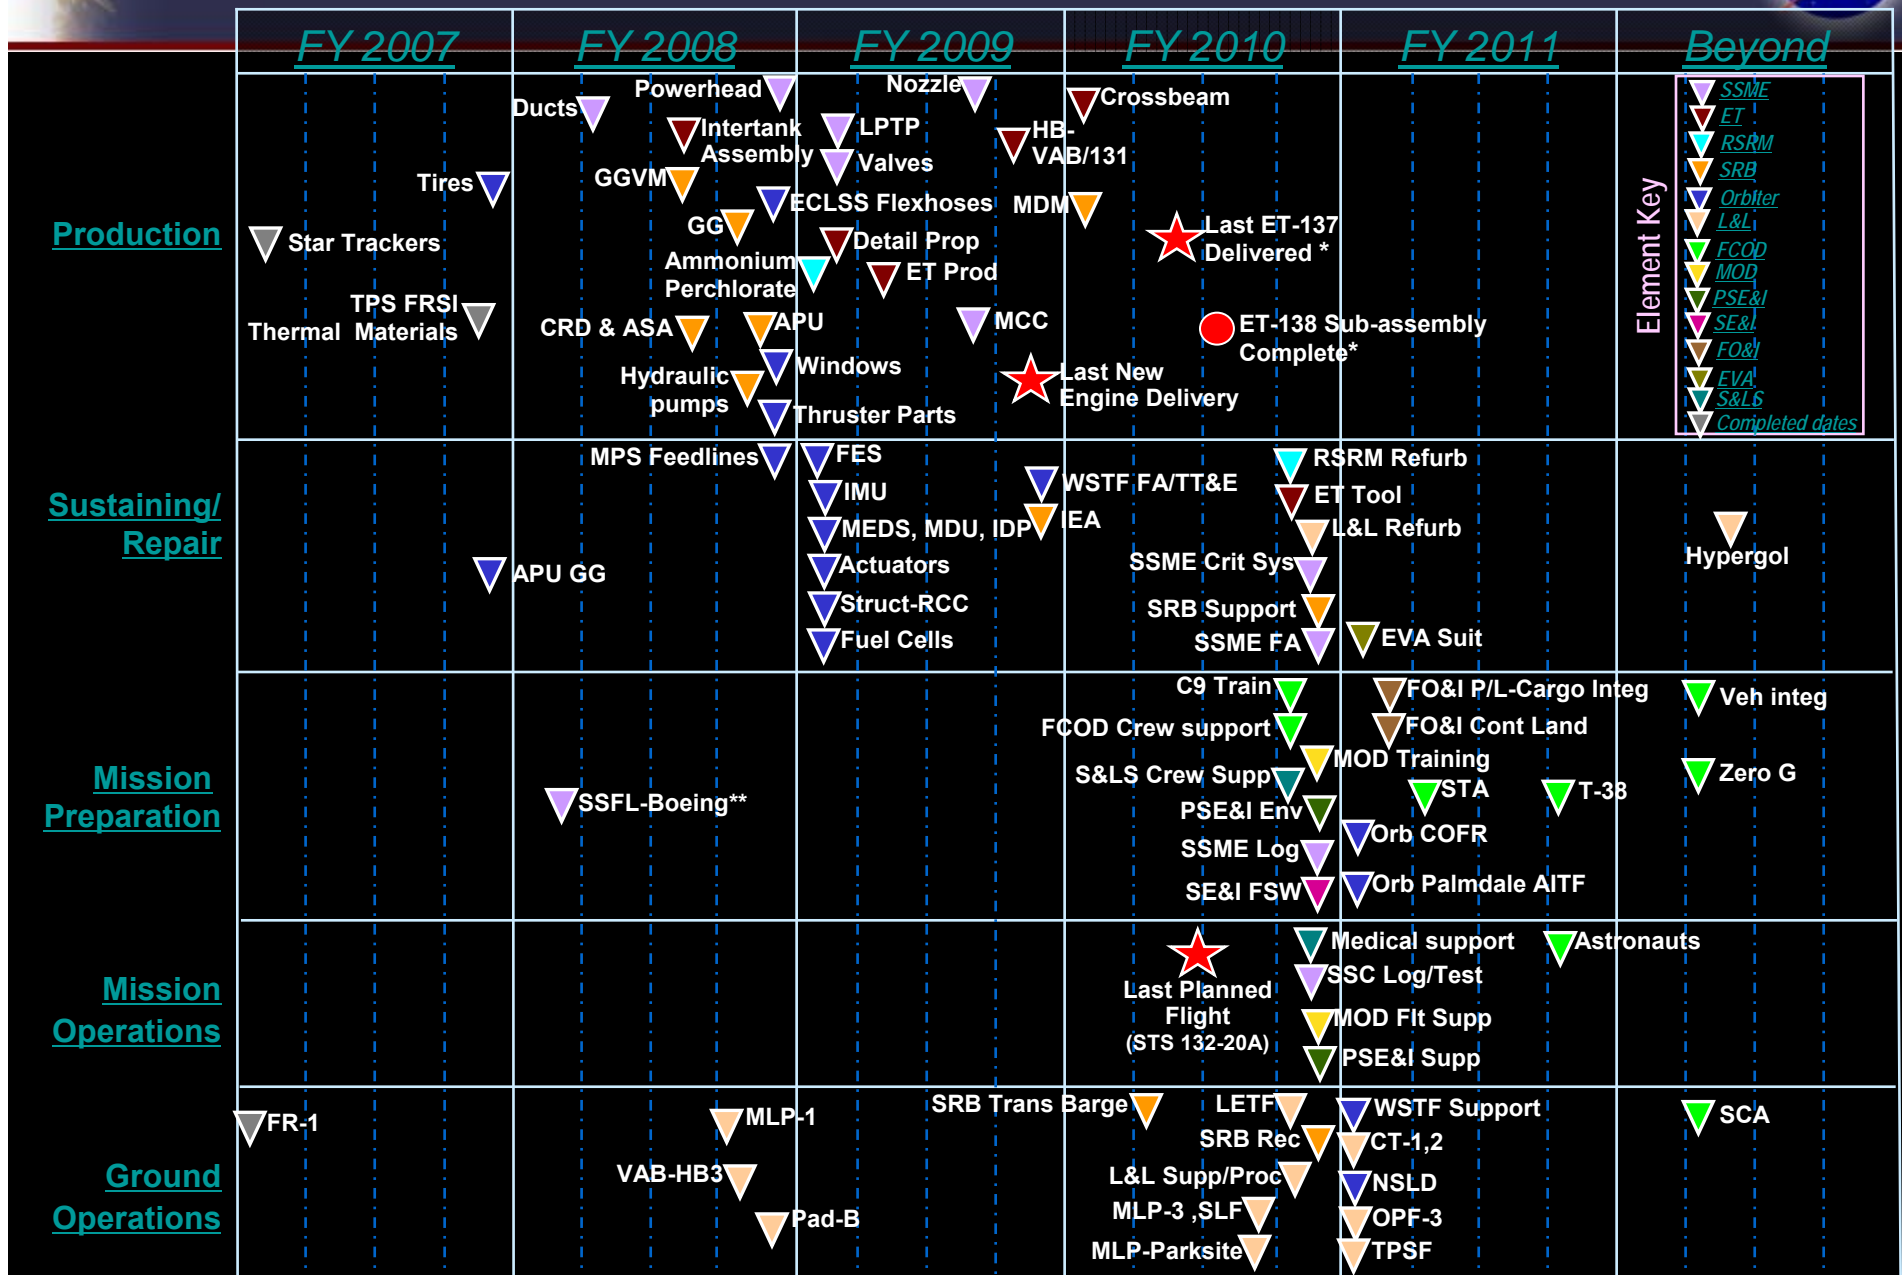 FY 2007 FY 2008 FY 2009 FY 2010 FY 2011 Beyond
Production
Star Trackers
TPS FRSI
Thermal Materials
Tires
Ducts
Powerhead
Intertank
Assembly
GGVM
GG
ECLSS Flexhoses
Ammonium
Perchlorate
CRD & ASA
APU
Windows
Hydraulic
pumps
Thruster Parts
Nozzle
LPTP
Valves
HB-
VAB/131
Detail Prop
ET Prod
MCC
Last New
Engine Delivery
Crossbeam
MDM
Last ET-137
Delivered *
ET-138 Sub-assembly
Complete*
Element Key
SSME
ET
RSRM
SRB
Orbiter
L&L
FCOD
MOD
PSE&I
SE&I
FO&I
EVA
S&LS
Completed dates
Sustaining/
Repair
APU GG
MPS Feedlines
FES
IMU
MEDS, MDU, IDP
Actuators
Struct-RCC
Fuel Cells
WSTF FA/TT&E
IEA
RSRM Refurb
ET Tool
L&L Refurb
SSME Crit Sys
SRB Support
SSME FA
EVA Suit
Hypergol
Mission
Preparation
SSFL-Boeing**
C9 Train
FCOD Crew support
MOD Training
S&LS Crew Supp
PSE&I Env
SSME Log
SE&I FSW
FO&I P/L-Cargo Integ
FO&I Cont Land
STA
T-38
Orb COFR
Orb Palmdale AITF
Veh integ
Zero G
Mission
Operations
Last Planned
Flight
(STS 132-20A)
Medical support
SSC Log/Test
MOD Flt Supp
PSE&I Supp
Astronauts
Ground
Operations
FR-1
MLP-1
VAB-HB3
Pad-B
SRB Trans Barge
LETF
SRB Rec
L&L Supp/Proc
MLP-3 ,SLF
MLP-Parksite
WSTF Support
CT-1,2
NSLD
OPF-3
TPSF
SCA